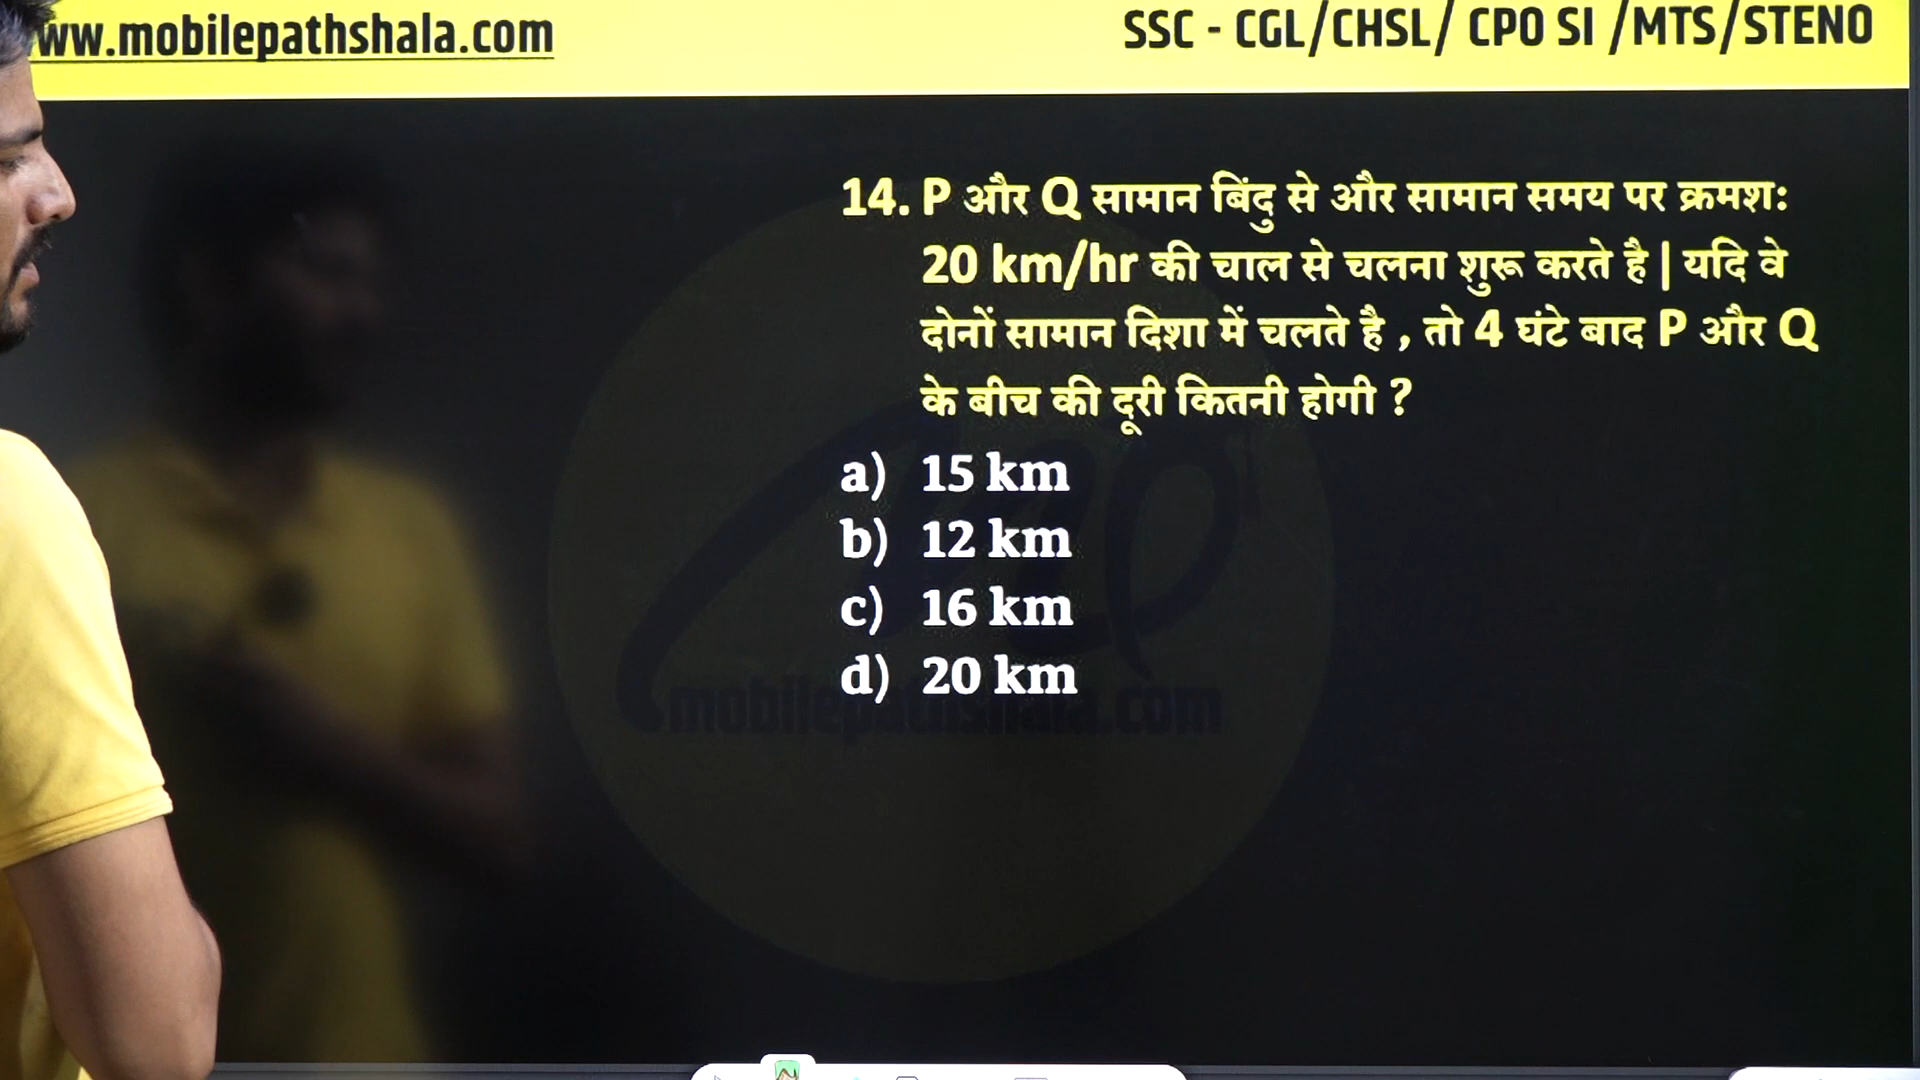 ww.mobilepathshala.com
SSC - CGL/CHSL/ CPO SI /MTS/STENO
14. P और Q सामान बिंदु से और सामान समय पर क्रमश:
20 km/hr की चाल से चलना शुरू करते है | यदि वे
दोनों सामान दिशा में चलते है , तो 4 घंटे बाद P और Q
के बीच की दूरी कितनी होगी ?
a) 15 km
b) 12 km
c) 16 km
d) 20 km
mobilepathshala.com